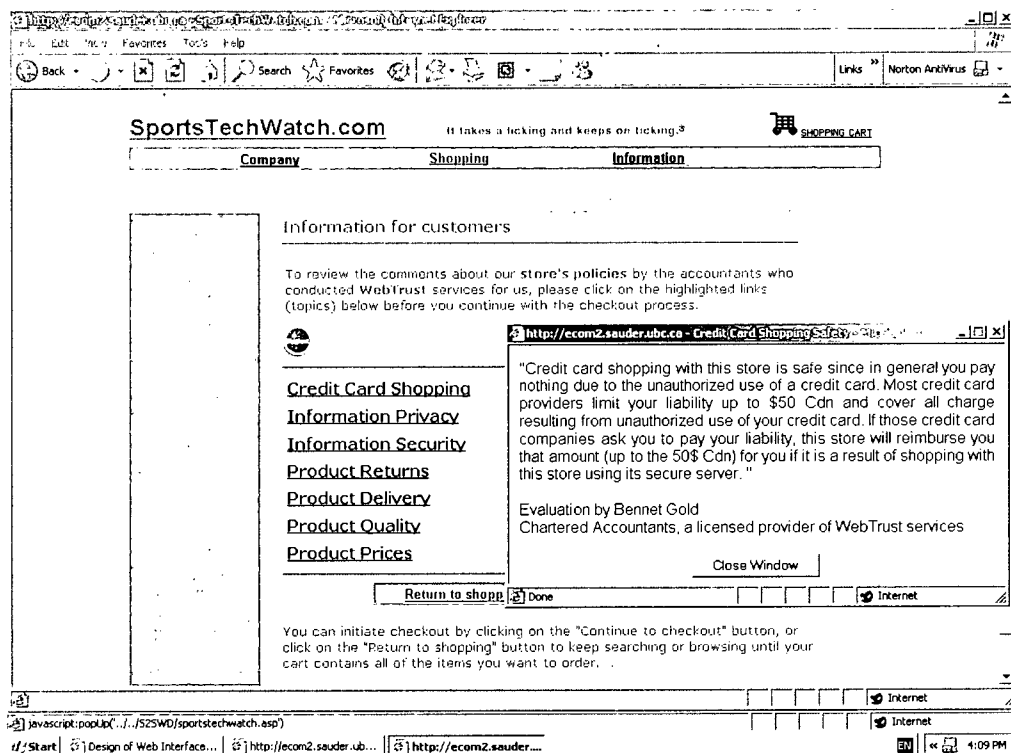 Edit
Favorites
Help
Back
Search
Favorites
Links
Norton AntiVirus
SportsTechWatch.com
It takes a licking and keeps on ticking.
SHOPPING CART
Company
Shopping
Information
Information for customers
To review the comments about our store's policies by the accountants who
conducted WebTrust services for us, please click on the highlighted links
(topics) below before you continue with the checkout process.
http://ecom2.sauder.ubc.ca - Credit Card Shopping Safety
"Credit card shopping with this store is safe since in general you pay
nothing due to the unauthorized use of a credit card. Most credit card
providers limit your liability up to $50 Cdn and cover all charge
resulting from unauthorized use of your credit card. If those credit card
companies ask you to pay your liability, this store will reimburse you
that amount (up to the 50$ Cdn) for you if it is a result of shopping with
this store using its secure server. "
Evaluation by Bennet Gold
Chartered Accountants, a licensed provider of WebTrust services
Close Window
Done
Internet
Credit Card Shopping
Information Privacy
Information Security
Product Returns
Product Delivery
Product Quality
Product Prices
Return to shopp
You can initiate checkout by clicking on the "Continue to checkout" button, or
click on the "Return to shopping" button to keep searching or browsing until your
cart contains all of the items you want to order.
Internet
javascript:popUp('../../S2SWD/sportstechwatch.asp')
Internet
Start
Design of Web Interface...
http://ecom2.sauder.ub...
http://ecom2.sauder....
EN
4:09 PM